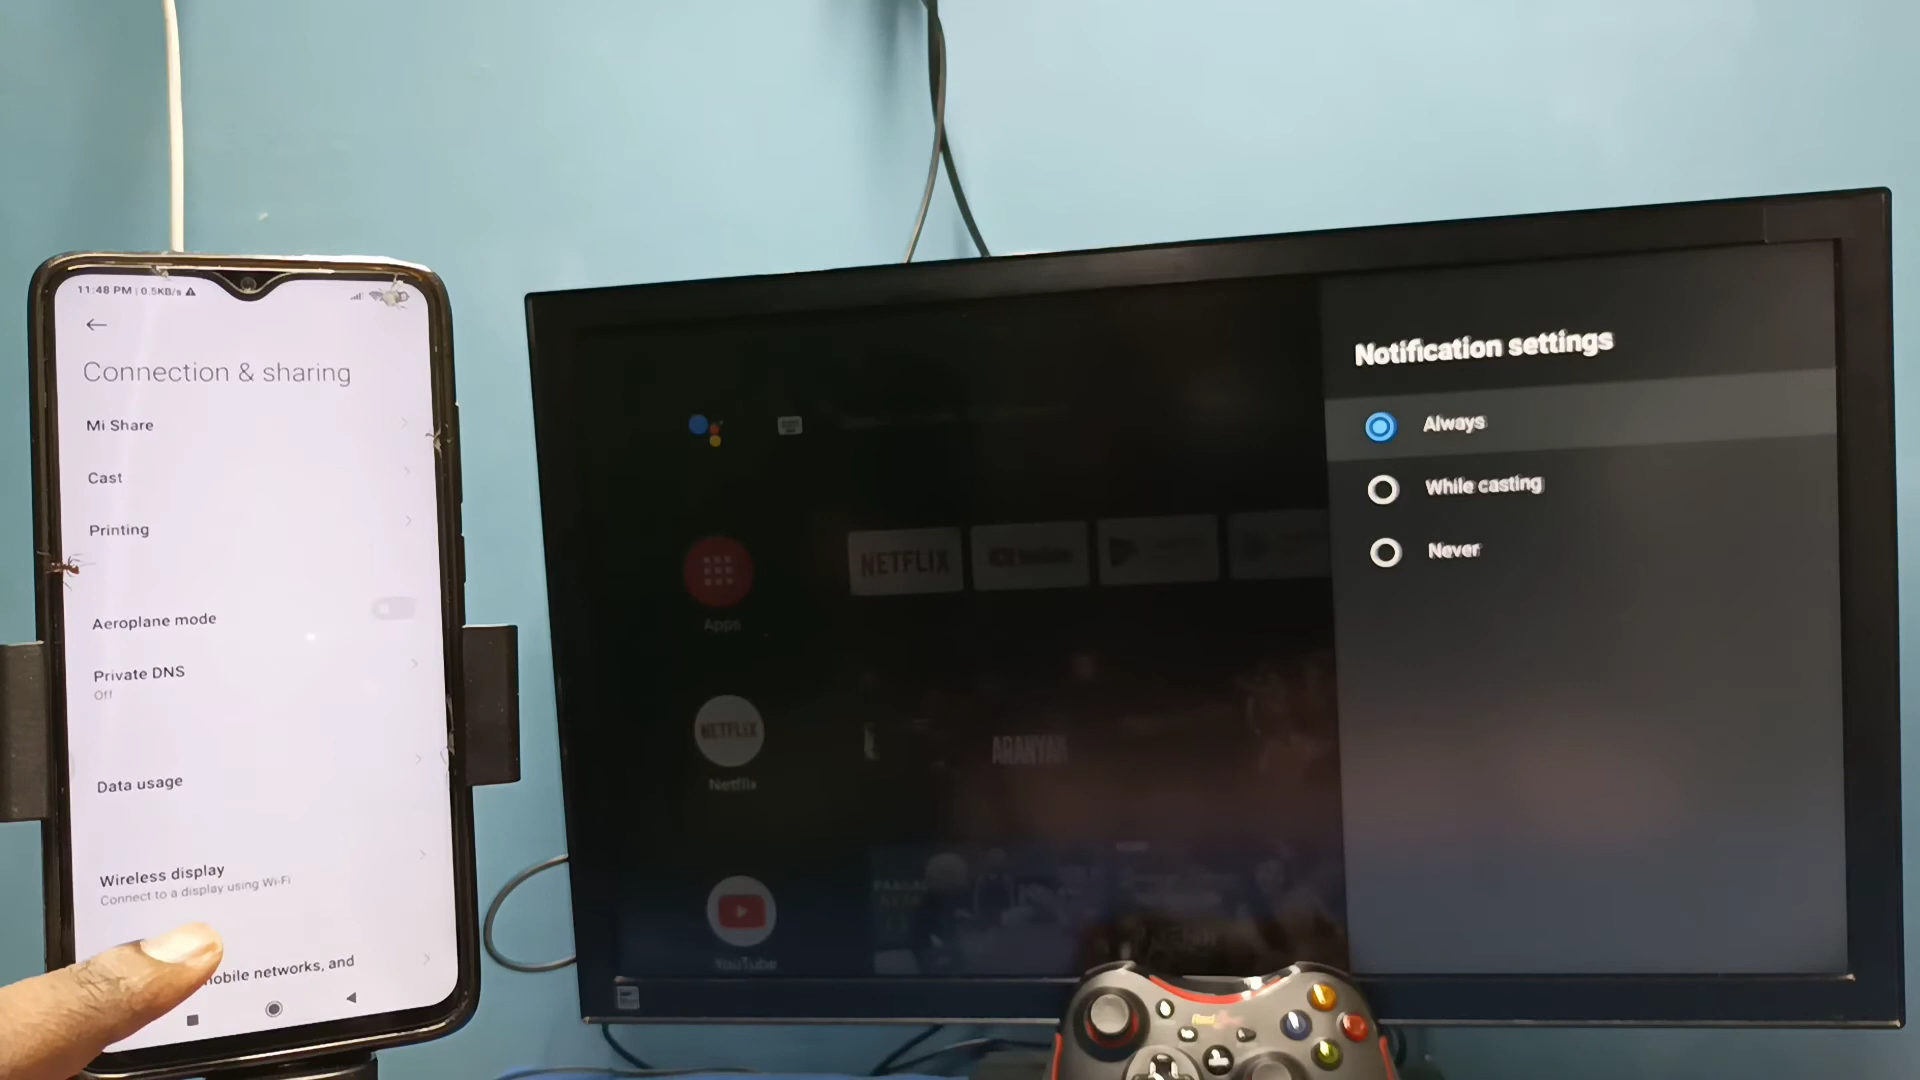 11:48 PM | 0.5KB/s
Connection & sharing
Mi Share
Cast
Printing
Aeroplane mode
Private DNS
Off
Data usage
Wireless display
Connect to a display using Wi-Fi
mobile networks, and
Notification settings
Always
While casting
Never
NETFLIX
Apps
NETFLIX
Netflix
ARANYAK
YouTube